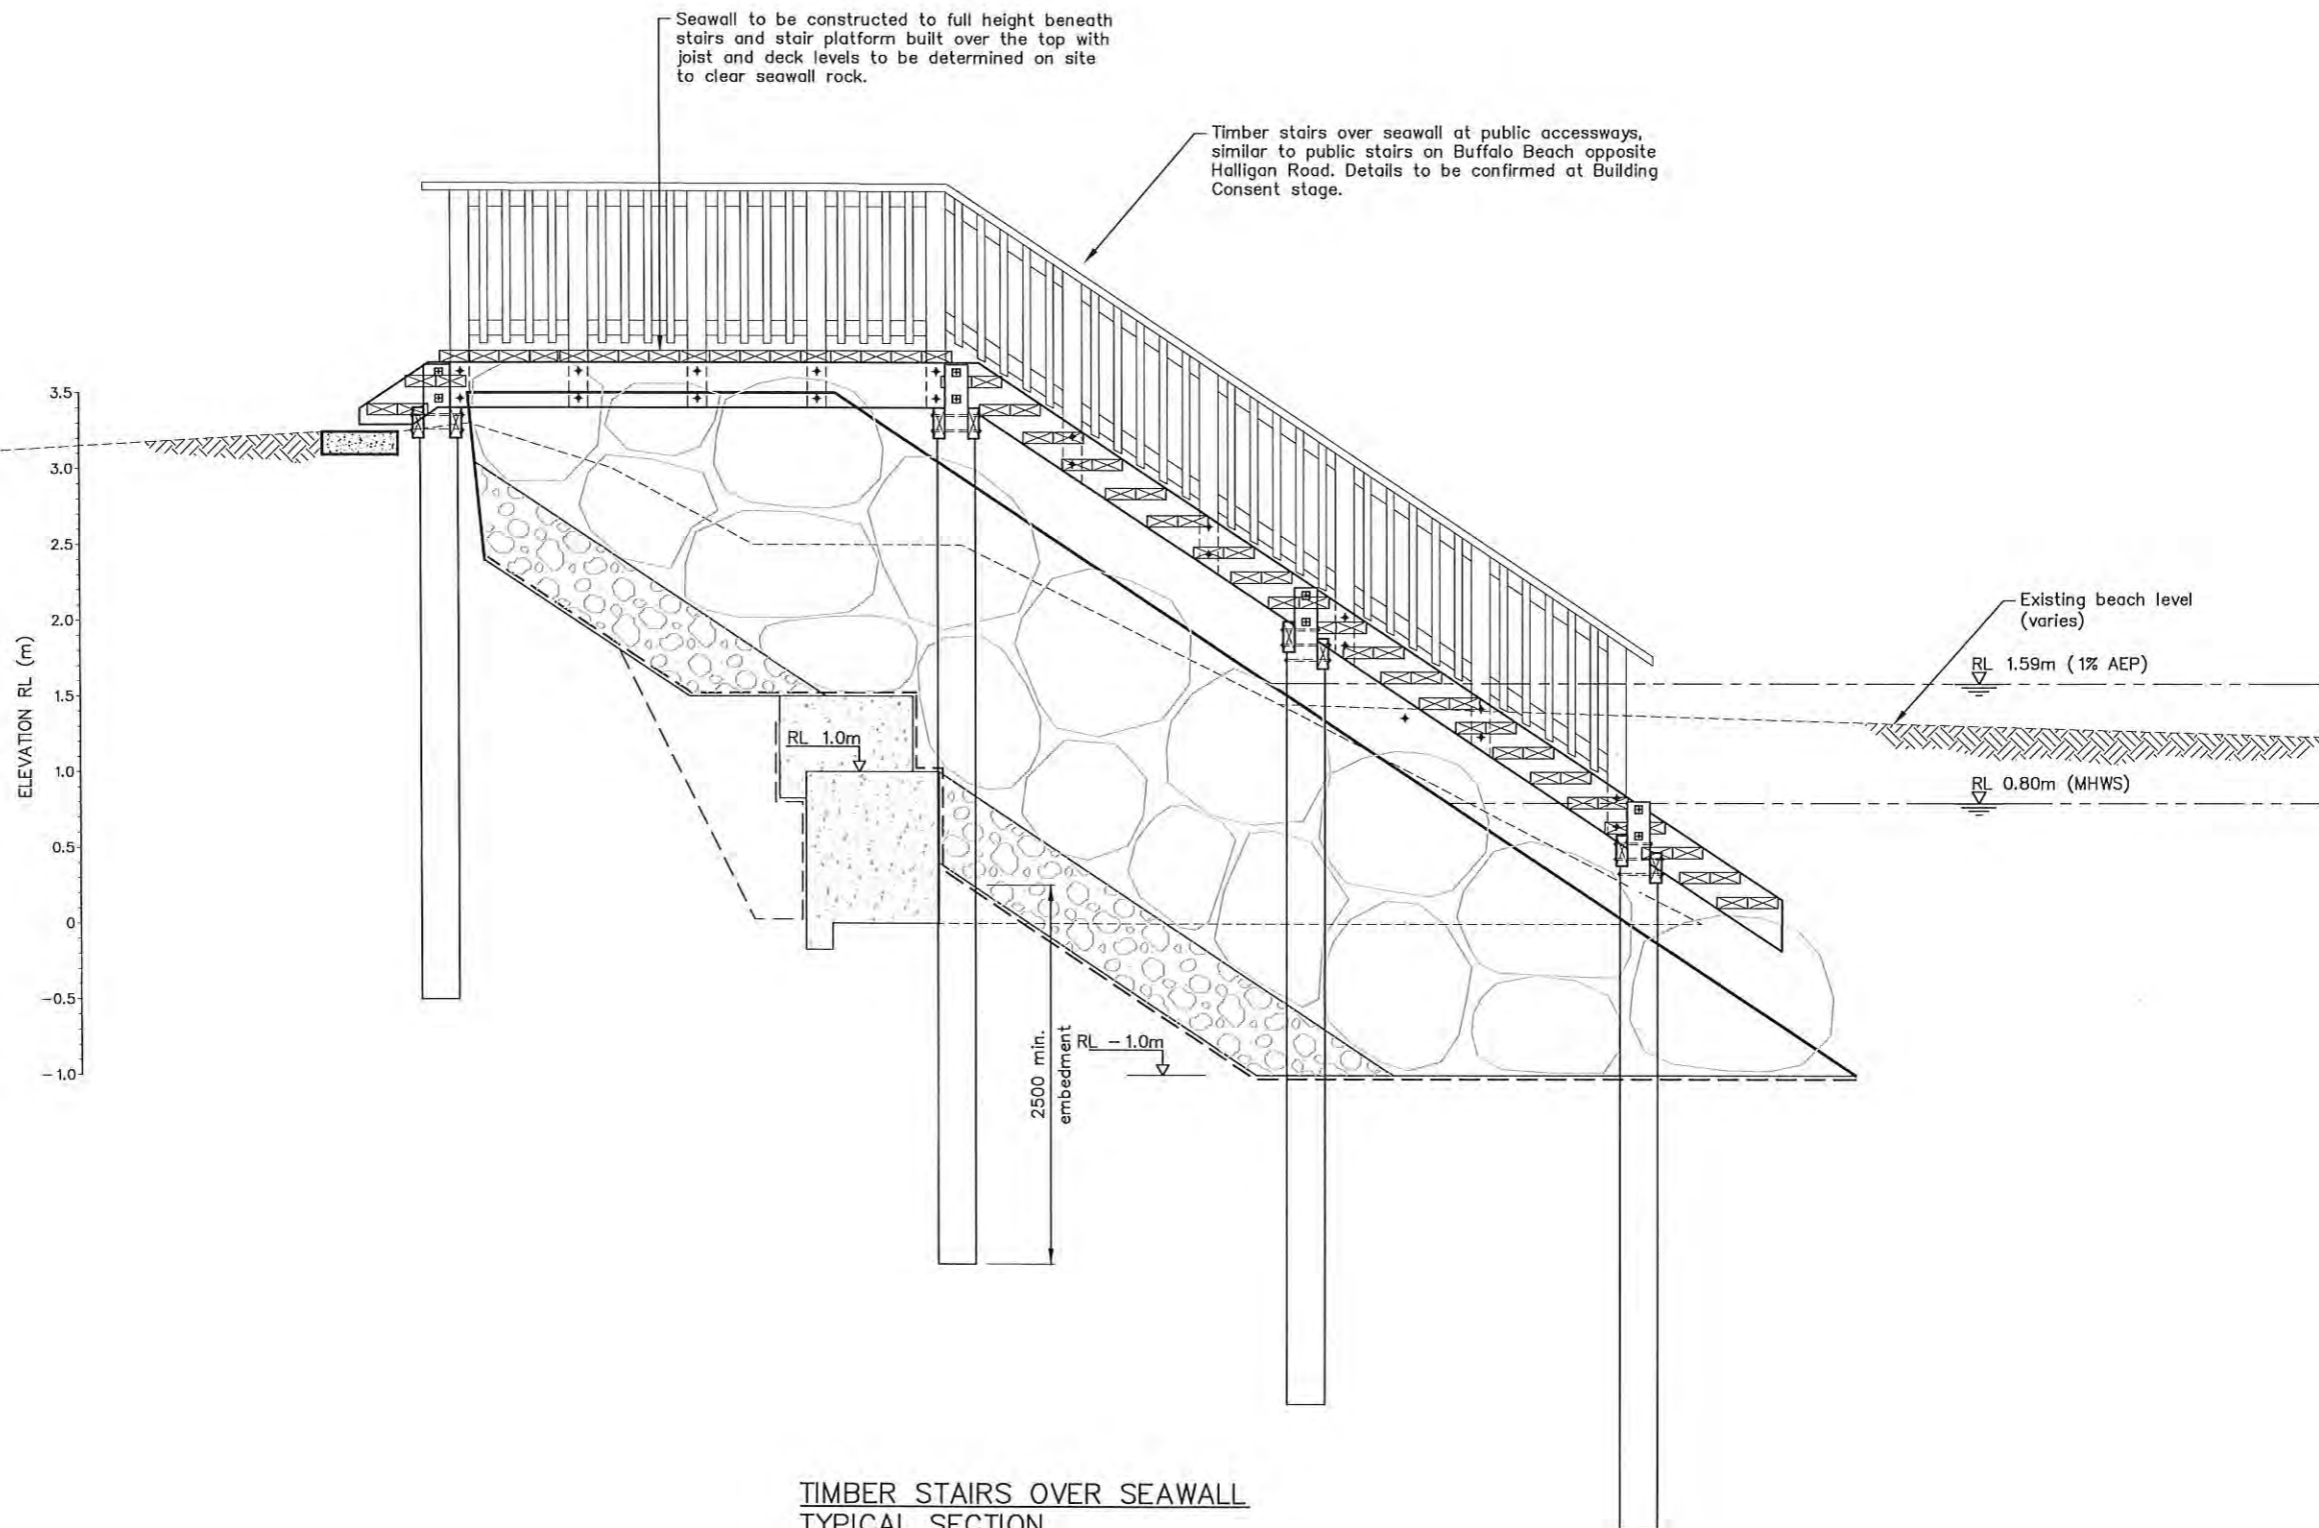 Seawall to be constructed to full height beneath
stairs and stair platform built over the top with
joist and deck levels to be determined on site
to clear seawall rock.
Timber stairs over seawall at public accessways,
similar to public stairs on Buffalo Beach opposite
Halligan Road. Details to be confirmed at Building
Consent stage.
3.5
3.0
2.5
2.0
1.5
1.0
0.5
0
-0.5
-1.0
ELEVATION RL (m)
Existing beach level
(varies)
RL 1.59m (1% AEP)
RL 0.80m (MHWS)
RL 1.0m
RL -1.0m
2500 min.
embedment
TIMBER STAIRS OVER SEAWALL
TYPICAL SECTION